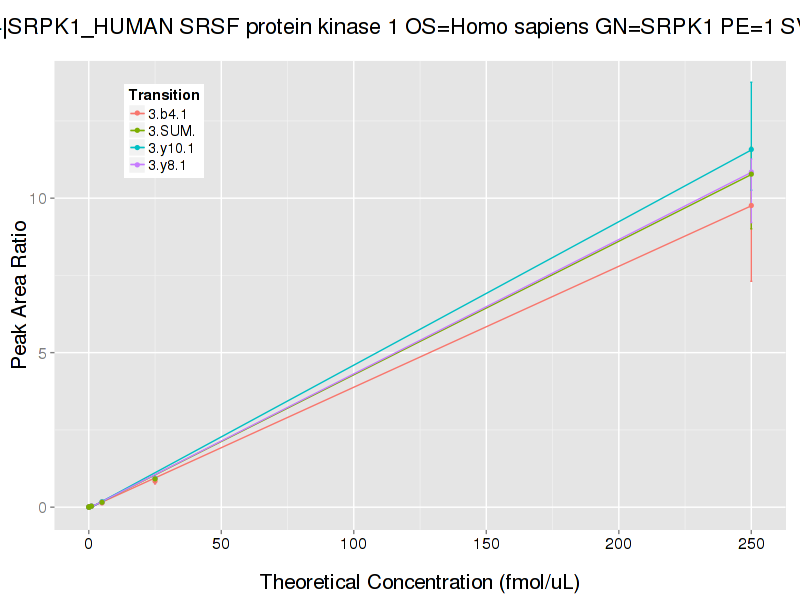 |SRPK1_HUMAN SRSF protein kinase 1 OS=Homo sapiens GN=SRPK1 PE=1
Transition
3.b4.1
3.SUM.
3.y10.1
3.y8.1
10
5
0
Peak Area Ratio
0 50 100 150 200 250
Theoretical Concentration (fmol/uL)